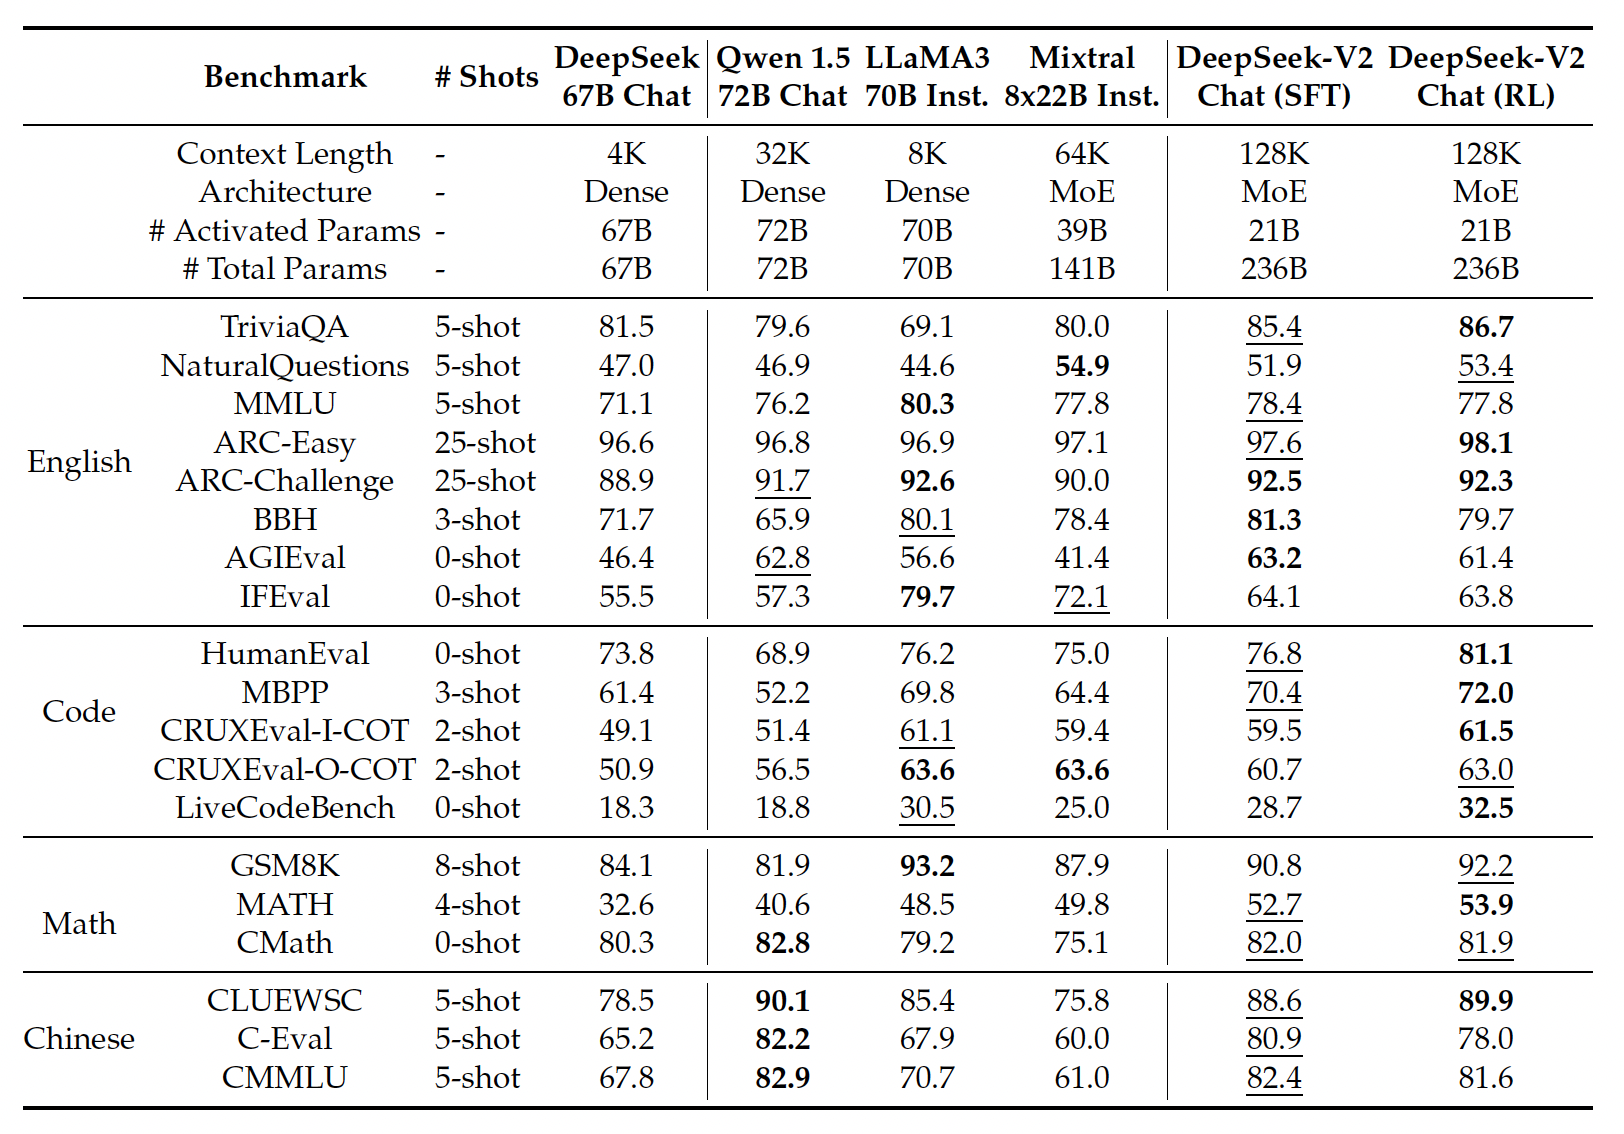 Benchmark # Shots DeepSeek 67B Chat Qwen 1.5 72B Chat LLaMA3 70B Inst. Mixtral 8x22B Inst. DeepSeek-V2 Chat (SFT) DeepSeek-V2 Chat (RL)
Context Length - 4K 32K 8K 64K 128K 128K
Architecture - Dense Dense Dense MoE MoE MoE
# Activated Params - 67B 72B 70B 39B 21B 21B
# Total Params - 67B 72B 70B 141B 236B 236B
English
TriviaQA 5-shot 81.5 79.6 69.1 80.0 85.4 86.7
NaturalQuestions 5-shot 47.0 46.9 44.6 54.9 51.9 53.4
MMLU 5-shot 71.1 76.2 80.3 77.8 78.4 77.8
ARC-Easy 25-shot 96.6 96.8 96.9 97.1 97.6 98.1
ARC-Challenge 25-shot 88.9 91.7 92.6 90.0 92.5 92.3
BBH 3-shot 71.7 65.9 80.1 78.4 81.3 79.7
AGIEval 0-shot 46.4 62.8 56.6 41.4 63.2 61.4
IFEval 0-shot 55.5 57.3 79.7 72.1 64.1 63.8
Code
HumanEval 0-shot 73.8 68.9 76.2 75.0 76.8 81.1
MBPP 3-shot 61.4 52.2 69.8 64.4 70.4 72.0
CRUXEval-I-COT 2-shot 49.1 51.4 61.1 59.4 59.5 61.5
CRUXEval-O-COT 2-shot 50.9 56.5 63.6 63.6 60.7 63.0
LiveCodeBench 0-shot 18.3 18.8 30.5 25.0 28.7 32.5
Math
GSM8K 8-shot 84.1 81.9 93.2 87.9 90.8 92.2
MATH 4-shot 32.6 40.6 48.5 49.8 52.7 53.9
CMath 0-shot 80.3 82.8 79.2 75.1 82.0 81.9
Chinese
CLUEWSC 5-shot 78.5 90.1 85.4 75.8 88.6 89.9
C-Eval 5-shot 65.2 82.2 67.9 60.0 80.9 78.0
CMMLU 5-shot 67.8 82.9 70.7 61.0 82.4 81.6